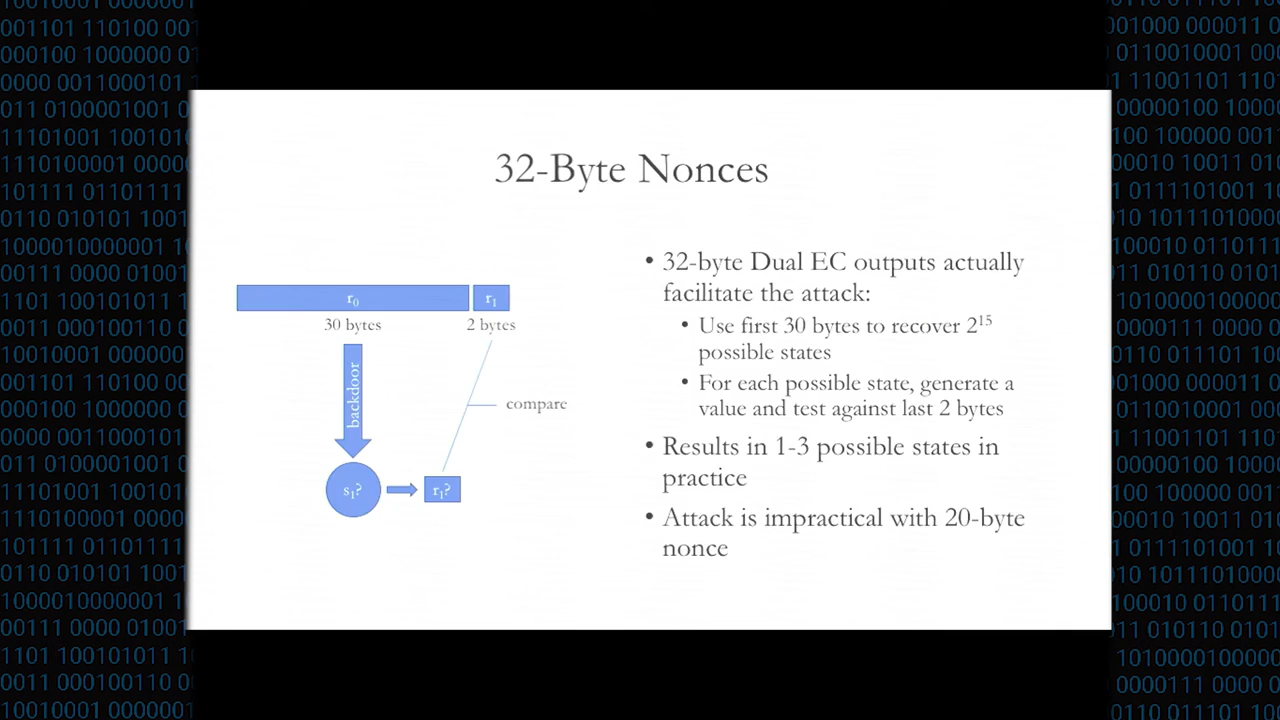 32-Byte Nonces
r₀
r₁
30 bytes
2 bytes
backdoor
compare
s₁?
r₁?
• 32-byte Dual EC outputs actually
facilitate the attack:
• Use first 30 bytes to recover 2¹⁵
possible states
• For each possible state, generate a
value and test against last 2 bytes
• Results in 1-3 possible states in
practice
• Attack is impractical with 20-byte
nonce